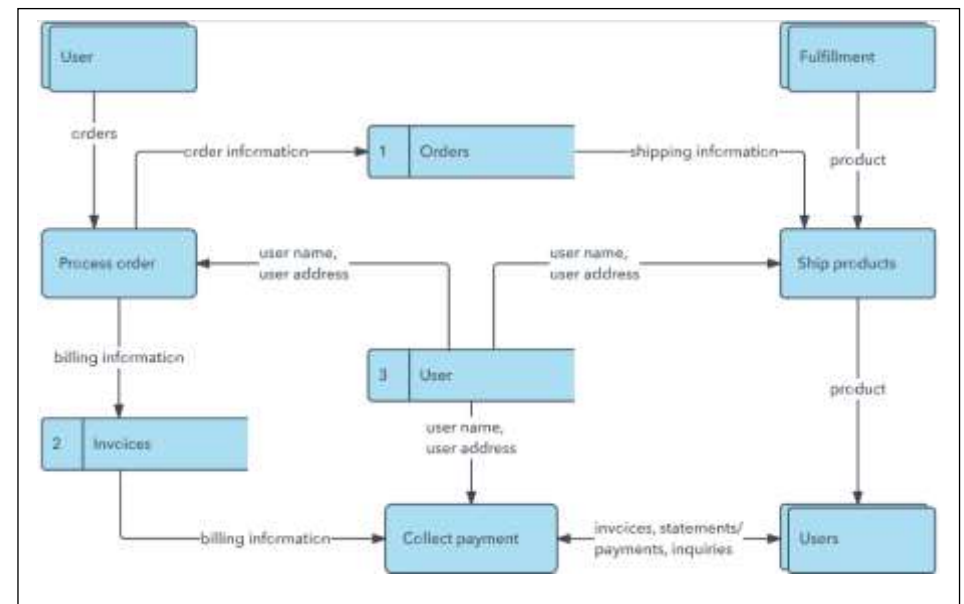 User
Fulfillment
orders
order information
1
Orders
shipping information
product
Process order
user name,
user address
user name,
user address
Ship products
billing information
3
User
product
2
Invoices
user name,
user address
billing information
Collect payment
invoices, statements/
payments, inquiries
Users